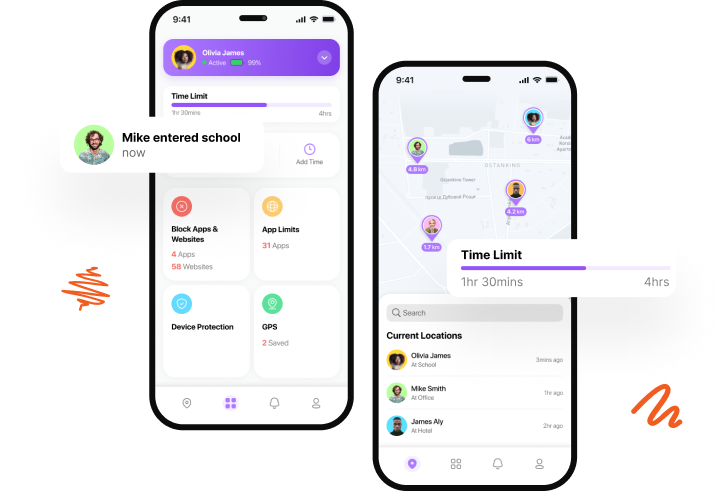 9:41
Olivia James
Active 99%
Time Limit
1hr 30mins 4hrs
Mike entered school
now
Add Time
Block Apps &
Websites
4 Apps
58 Websites
App Limits
31 Apps
Device Protection
GPS
2 Saved
9:41
6 km
4.8 km
OSTANKINO
4.2 km
1.7 km
Time Limit
1hr 30mins 4hrs
Search
Current Locations
Olivia James
At School
3mins ago
Mike Smith
At Office
1hr ago
James Aly
At Hotel
2hr ago